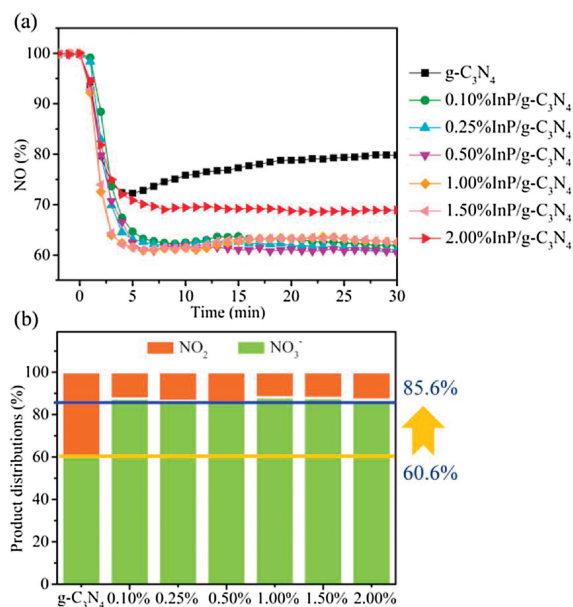 (a)
100
90
80
70
60
NO (%)
0
5
10
15
20
25
30
Time (min)
g-C₃N₄
0.10%InP/g-C₃N₄
0.25%InP/g-C₃N₄
0.50%InP/g-C₃N₄
1.00%InP/g-C₃N₄
1.50%InP/g-C₃N₄
2.00%InP/g-C₃N₄
(b)
NO₂ NO₃⁻
100
80
60
40
20
0
Product distributions (%)
85.6%
60.6%
g-C₃N₄ 0.10% 0.25% 0.50% 1.00% 1.50% 2.00%